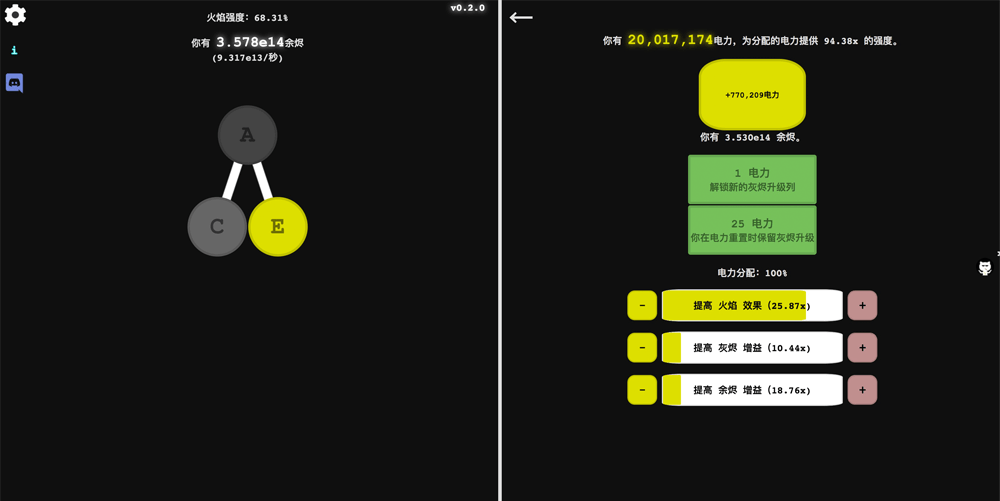 v0.2.0
火焰强度: 68.31%
你有 3.578e14余烬
(9.317e13/秒)
i
A
C
E
你有 20,017,174电力, 为分配的电力提供 94.38x 的强度。
+770,209电力
你有 3.530e14 余烬。
1 电力
解锁新的灰烬升级列
25 电力
你在电力重置时保留灰烬升级
电力分配: 100%
- 提高 火焰 效果 (25.87x) +
- 提高 灰烬 增益 (10.44x) +
- 提高 余烬 增益 (18.76x) +